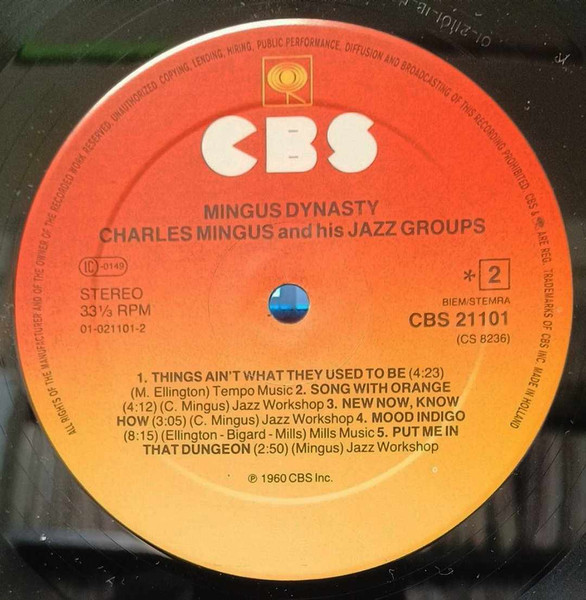 ALL RIGHTS OF THE MANUFACTURER AND OF THE OWNER OF THE RECORDED WORK RESERVED. UNAUTHORIZED COPYING, LENDING, HIRING, PUBLIC PERFORMANCE, DIFFUSION AND BROADCASTING OF THIS RECORDING PROHIBITED. CBS & ARE REG. TRADEMARKS OF CBS INC. MADE IN HOLLAND
CBS
MINGUS DYNASTY
CHARLES MINGUS and his JAZZ GROUPS
IC -0149
STEREO
33⅓ RPM
01-021101-2
* 2
BIEM/STEMRA
CBS 21101
(CS 8236)
1. THINGS AIN'T WHAT THEY USED TO BE (4:23)
(M. Ellington) Tempo Music 2. SONG WITH ORANGE
(4:12) (C. Mingus) Jazz Workshop 3. NEW NOW, KNOW
HOW (3:05) (C. Mingus) Jazz Workshop 4. MOOD INDIGO
(8:15) (Ellington - Bigard - Mills) Mills Music 5. PUT ME IN
THAT DUNGEON (2:50) (Mingus) Jazz Workshop
℗ 1960 CBS Inc.